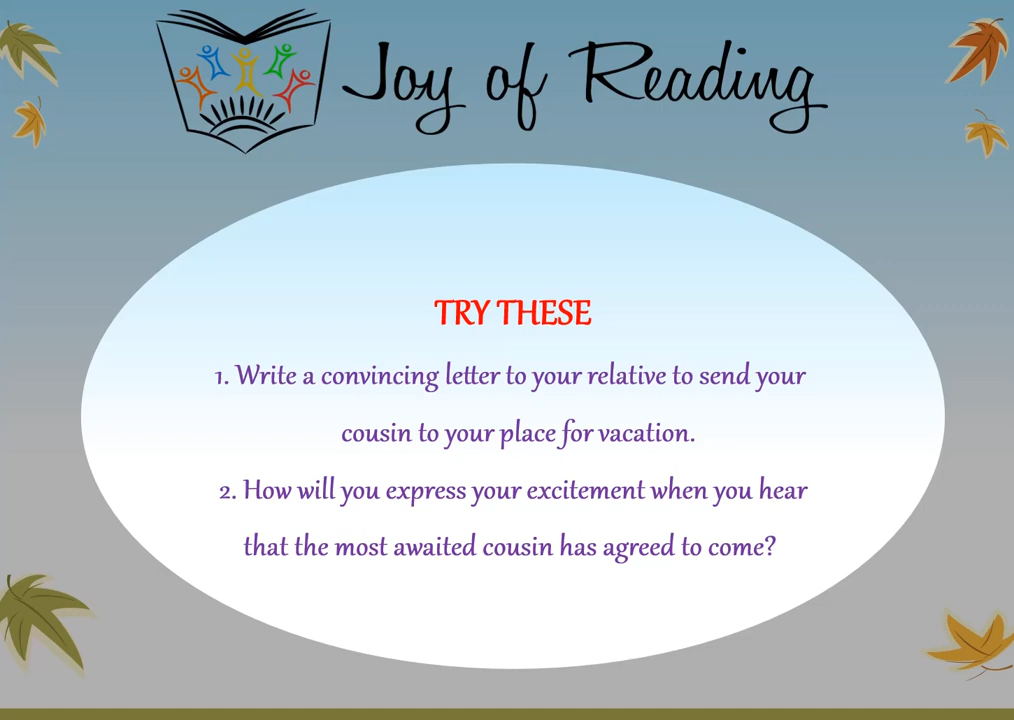 Joy of Reading
TRY THESE
1. Write a convincing letter to your relative to send your
cousin to your place for vacation.
2. How will you express your excitement when you hear
that the most awaited cousin has agreed to come?